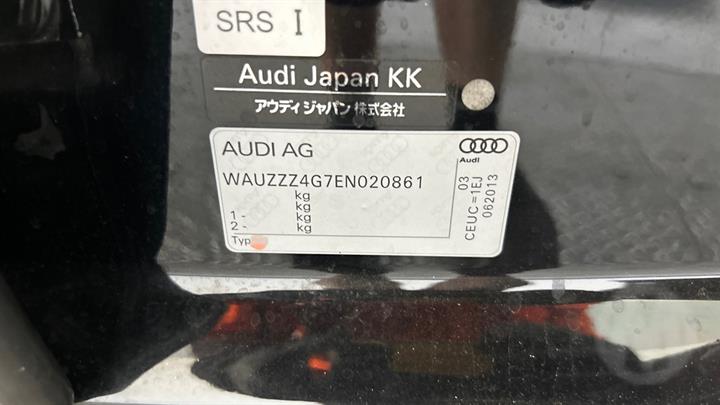 SRS I
Audi Japan KK
アウディ ジャパン 株式会社
AUDI AG
Audi
WAUZZZ4G7EN020861
kg
kg
1 - kg
2 - kg
Typ
03
CEUC =1EJ
062013